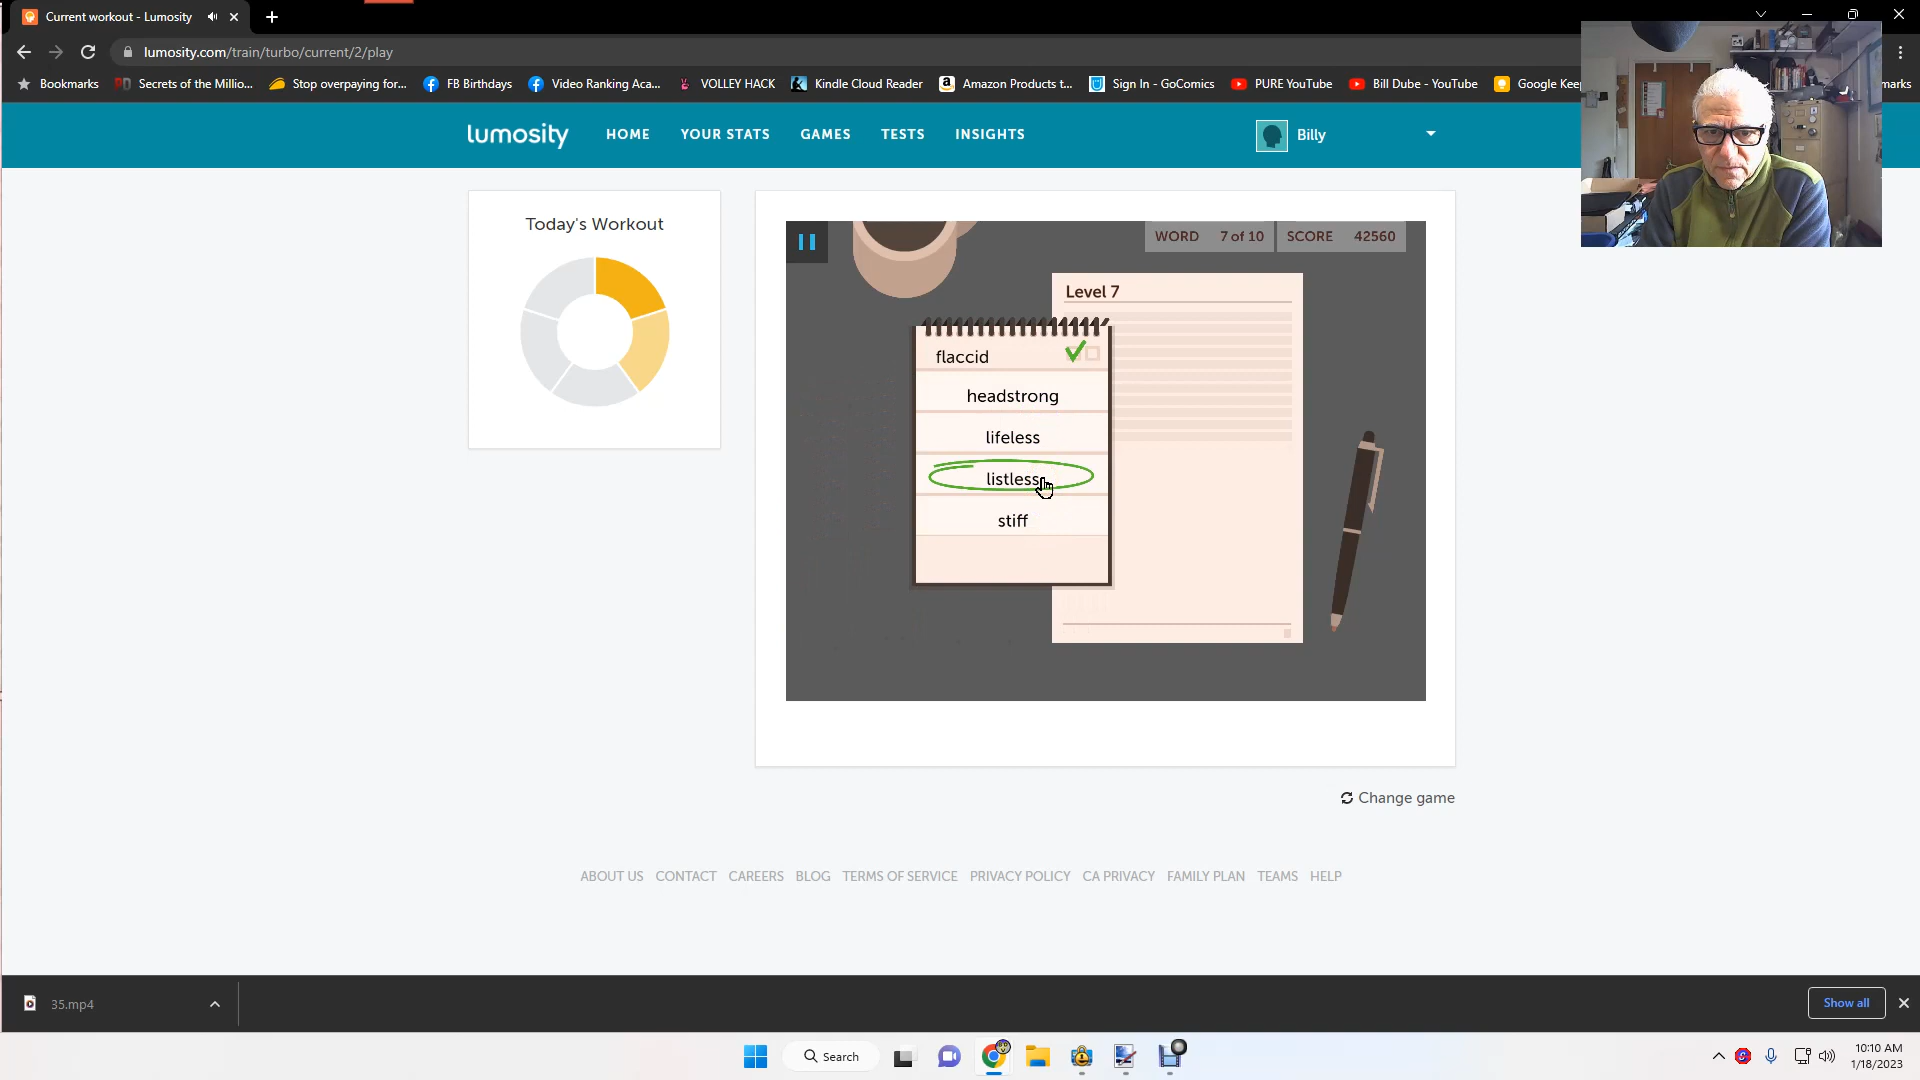 Current workout - Lumosity
lumosity.com/train/turbo/current/2/play
Bookmarks Secrets of the Millio... Stop overpaying for... FB Birthdays Video Ranking Aca... VOLLEY HACK Kindle Cloud Reader Amazon Products t... Sign In - GoComics PURE YouTube Bill Dube - YouTube Google Keep marks
lumosity HOME YOUR STATS GAMES TESTS INSIGHTS Billy
Today's Workout
WORD 7 of 10 SCORE 42560
Level 7
flaccid
headstrong
lifeless
listless
stiff
Change game
ABOUT US CONTACT CAREERS BLOG TERMS OF SERVICE PRIVACY POLICY CA PRIVACY FAMILY PLAN TEAMS HELP
35.mp4 Show all
Search
10:10 AM
1/18/2023